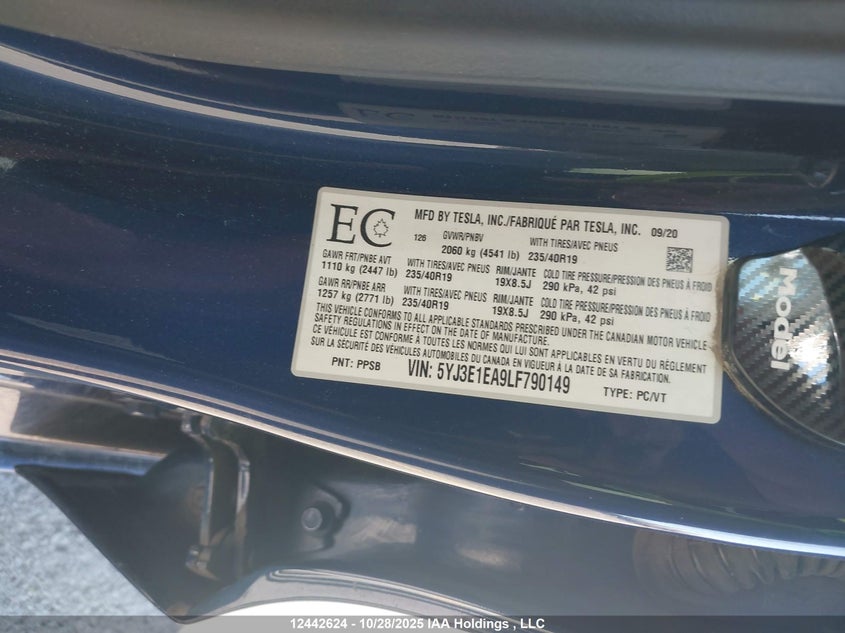 EC
MFD BY TESLA, INC./FABRIQUÉ PAR TESLA, INC. 09/20
126
GVWR/PNBV
2060 kg (4541 lb)
WITH TIRES/AVEC PNEUS
235/40R19
GAWR FRT/PNBE AVT
1110 kg (2447 lb)
WITH TIRES/AVEC PNEUS
235/40R19
RIM/JANTE
19X8.5J
COLD TIRE PRESSURE/PRESSION DES PNEUS À FROID
290 kPa, 42 psi
GAWR RR/PNBE ARR
1257 kg (2771 lb)
WITH TIRES/AVEC PNEUS
235/40R19
RIM/JANTE
19X8.5J
COLD TIRE PRESSURE/PRESSION DES PNEUS À FROID
290 kPa, 42 psi
THIS VEHICLE CONFORMS TO ALL APPLICABLE STANDARDS PRESCRIBED UNDER THE CANADIAN MOTOR VEHICLE
SAFETY REGULATIONS IN EFFECT ON THE DATE OF MANUFACTURE.
CE VÉHICULE EST CONFORME À TOUTES LES NORMES QUI LUI SONT APPLICABLES EN VERTU DU RÈGLEMENT
SUR LA SÉCURITÉ DES VÉHICULES AUTOMOBILES DU CANADA EN VIGUEUR À LA DATE DE SA FABRICATION.
PNT: PPSB
VIN: 5YJ3E1EA9LF790149
TYPE: PC/VT
Model
12442624 - 10/28/2025 IAA Holdings , LLC